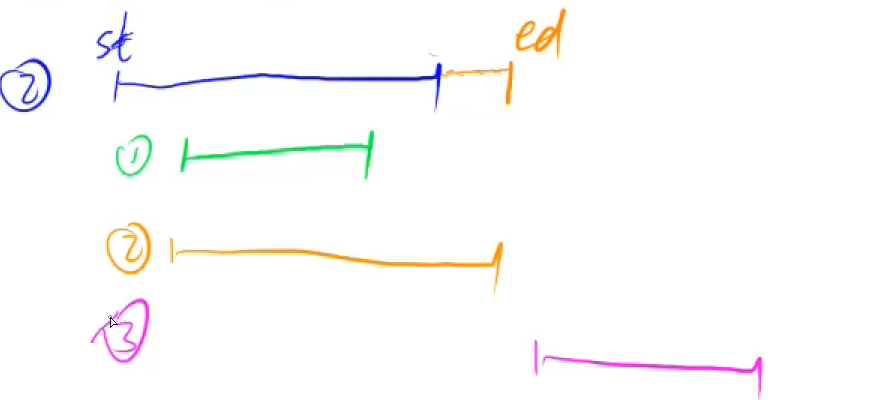 st ed
②
①
②
③